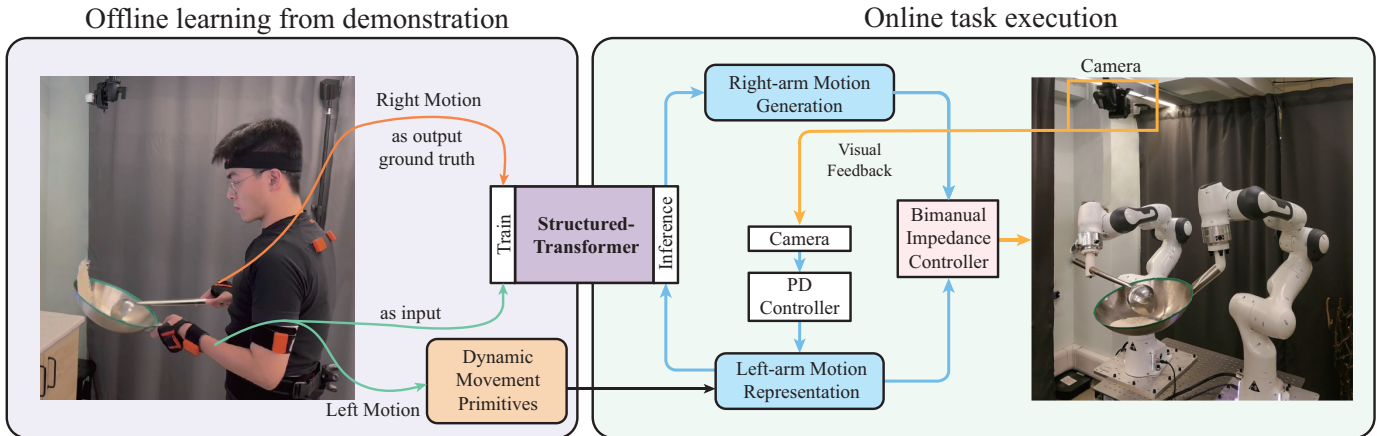 Offline learning from demonstration
Online task execution
Right Motion
as output
ground truth
Train
Structured-
Transformer
Inference
as input
Left Motion
Dynamic
Movement
Primitives
Right-arm Motion
Generation
Camera
Visual
Feedback
Camera
PD
Controller
Left-arm Motion
Representation
Bimanual
Impedance
Controller